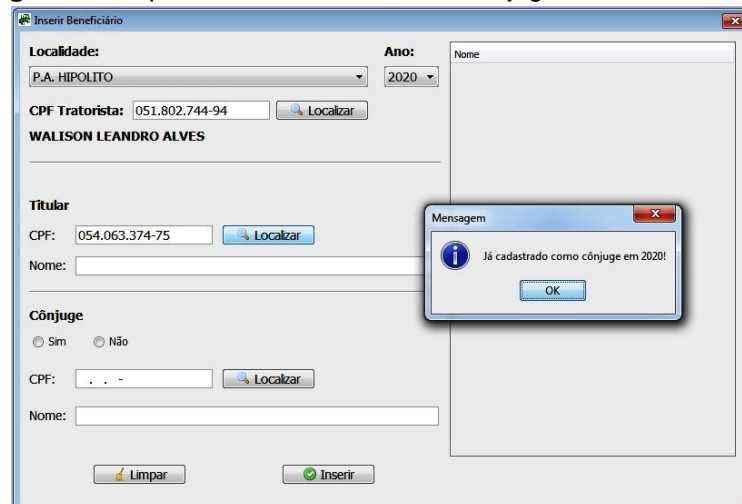 Inserir Beneficiário
Localidade:
Ano:
Nome
P.A. HIPOLITO
2020
CPF Tratorista: 051.802.744-94 Localizar
WALISON LEANDRO ALVES
Titular
CPF: 054.063.374-75 Localizar
Nome:
Mensagem
Já cadastrado como cônjuge em 2020!
OK
Cônjuge
Sim Não
CPF: . . - Localizar
Nome:
Limpar Inserir